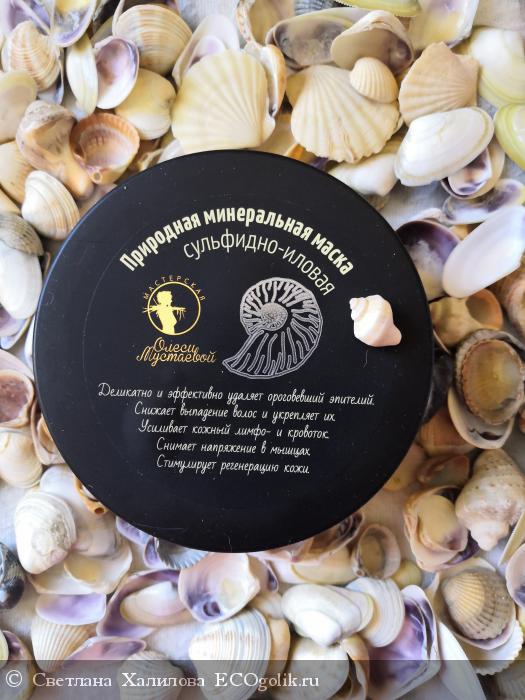 Природная минеральная маска
сульфидно-иловая
МАСТЕРСКАЯ
Олеси
Мустаевой
Деликатно и эффективно удаляет ороговевший эпителий.
Снижает выпадение волос и укрепляет их.
Усиливает кожный лимфо- и кровоток.
Снимает напряжение в мышцах
Стимулирует регенерацию кожи.
© Светлана Халилова ECOgolik.ru